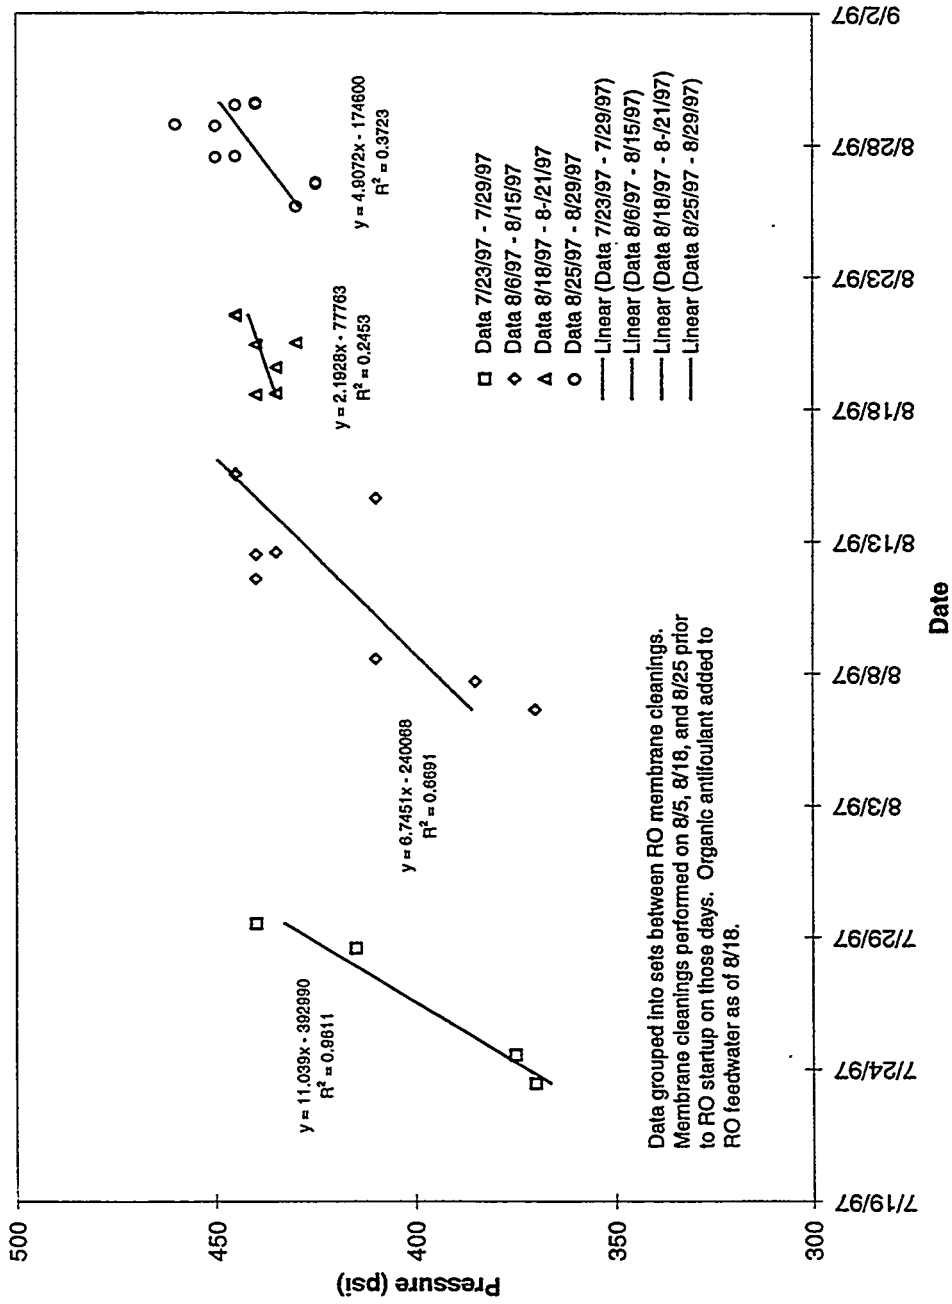 500
450
400
350
300
Pressure (psi)
y = 11.039x - 392990
R² = 0.9611
y = 6.7451x - 240068
R² = 0.6691
y = 2.1928x - 77763
R² = 0.2453
y = 4.9072x - 174600
R² = 0.3723
Data 7/23/97 - 7/29/97
Data 8/6/97 - 8/15/97
Data 8/18/97 - 8-/21/97
Data 8/25/97 - 8/29/97
Linear (Data 7/23/97 - 7/29/97)
Linear (Data 8/6/97 - 8/15/97)
Linear (Data 8/18/97 - 8-/21/97)
Linear (Data 8/25/97 - 8/29/97)
Data grouped into sets between RO membrane cleanings.
Membrane cleanings performed on 8/5, 8/18, and 8/25 prior
to RO startup on those days. Organic antifoulant added to
RO feedwater as of 8/18.
7/19/97
7/24/97
7/29/97
8/3/97
8/8/97
8/13/97
8/18/97
8/23/97
8/28/97
9/2/97
Date